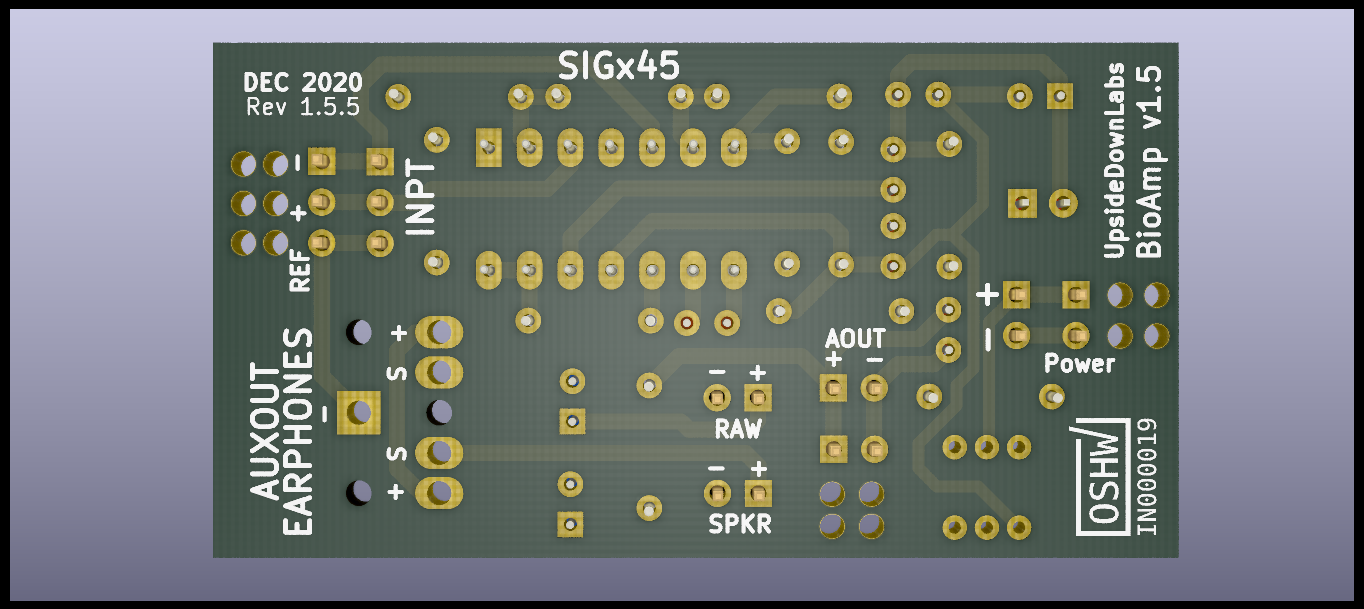 SIGx45
DEC 2020
Rev 1.5.5
UpsideDownLabs
BioAmp v1.5
−
+
REF
INPT
+
−
Power
AUXOUT
EARPHONES
−
+
S
S
+
AOUT
+ −
− +
RAW
− +
SPKR
OSHW
IN000019